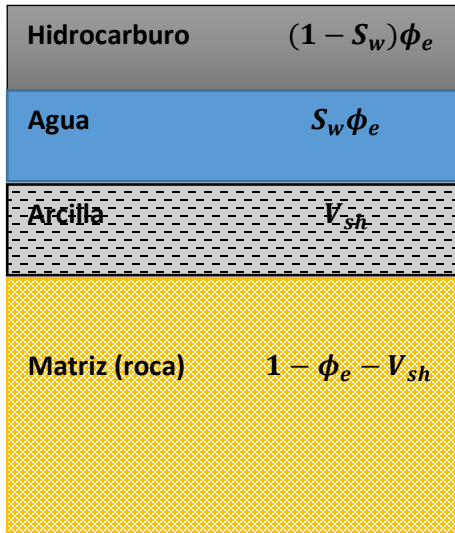 Hidrocarburo (1 − S_w)ϕ_e
Agua S_wϕ_e
Arcilla V_sh
Matriz (roca) 1 − ϕ_e − V_sh